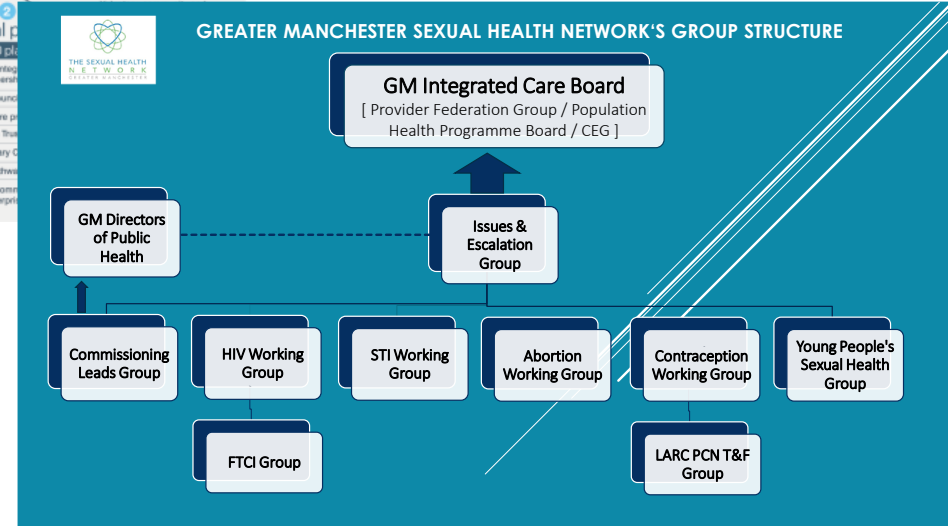 GREATER MANCHESTER SEXUAL HEALTH NETWORK‘S GROUP STRUCTURE
THE SEXUAL HEALTH
NETWORK
GREATER MANCHESTER
GM Integrated Care Board
[ Provider Federation Group / Population
Health Programme Board / CEG ]
GM Directors
of Public
Health
Issues &
Escalation
Group
Commissioning
Leads Group
HIV Working
Group
STI Working
Group
Abortion
Working Group
Contraception
Working Group
Young People's
Sexual Health
Group
FTCI Group
LARC PCN T&F
Group
2